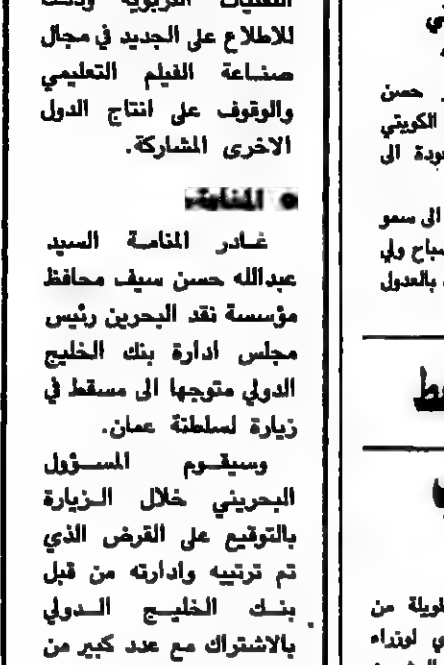 التقنيات التربوية وذلك
للاطلاع على الجديد في مجال
صناعة الفيلم التعليمي
والوقوف على انتاج الدول
الاخرى المشاركة.
● المنامة:
غادر المنامة السيد
عبدالله حسن سيف محافظ
مؤسسة نقد البحرين رئيس
مجلس ادارة بنك الخليج
الدولي متوجها الى مسقط في
زيارة لسلطنة عمان.
وسيقوم المسؤول
البحريني خلال الزيارة
بالتوقيع على القرض الذي
تم ترتيبه وادارته من قبل
بنك الخليج الدولي
بالاشتراك مع عدد كبير من
حسن
الكويتي
الى
الى سمو
ولي
بالعدول
من
لوزراء